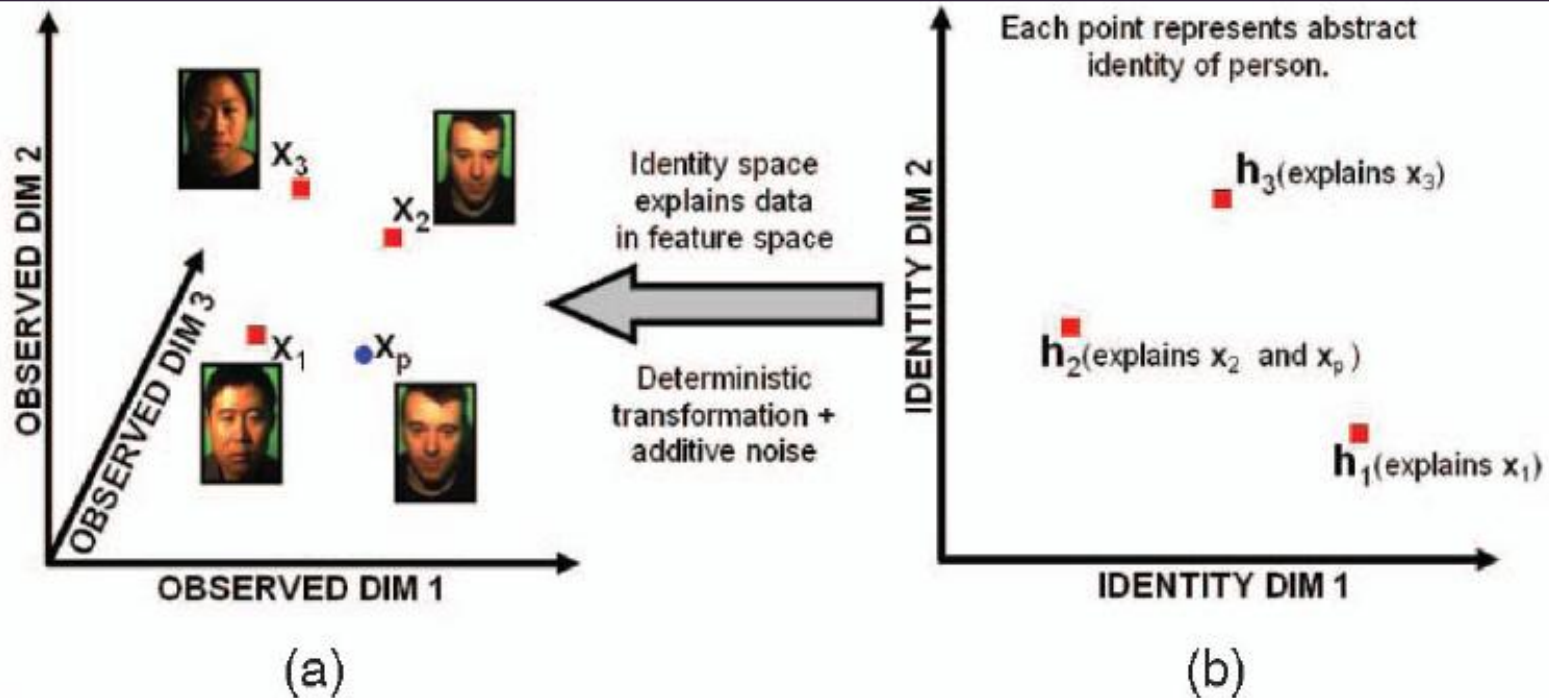 OBSERVED DIM 2
OBSERVED DIM 3
OBSERVED DIM 1
x3
x2
x1
xp
(a)
Identity space
explains data
in feature space
Deterministic
transformation +
additive noise
Each point represents abstract
identity of person.
IDENTITY DIM 2
h3(explains x3)
h2(explains x2 and xp)
h1(explains x1)
IDENTITY DIM 1
(b)